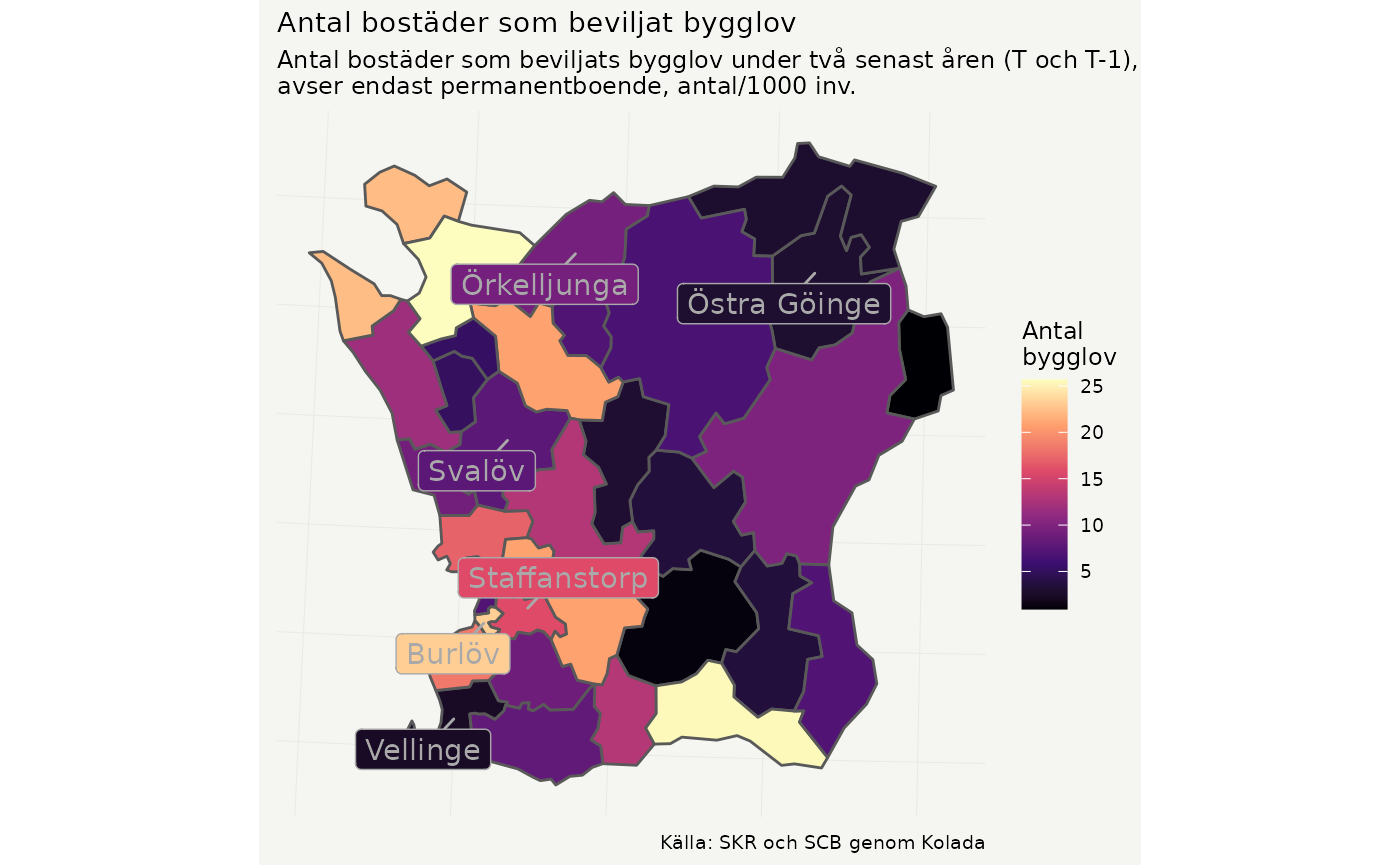 Antal bostäder som beviljat bygglov
Antal bostäder som beviljats bygglov under två senast åren (T och T-1),
avser endast permanentboende, antal/1000 inv.
Örkelljunga
Östra Göinge
Svalöv
Staffanstorp
Burlöv
Vellinge
Antal
bygglov
25
20
15
10
5
Källa: SKR och SCB genom Kolada